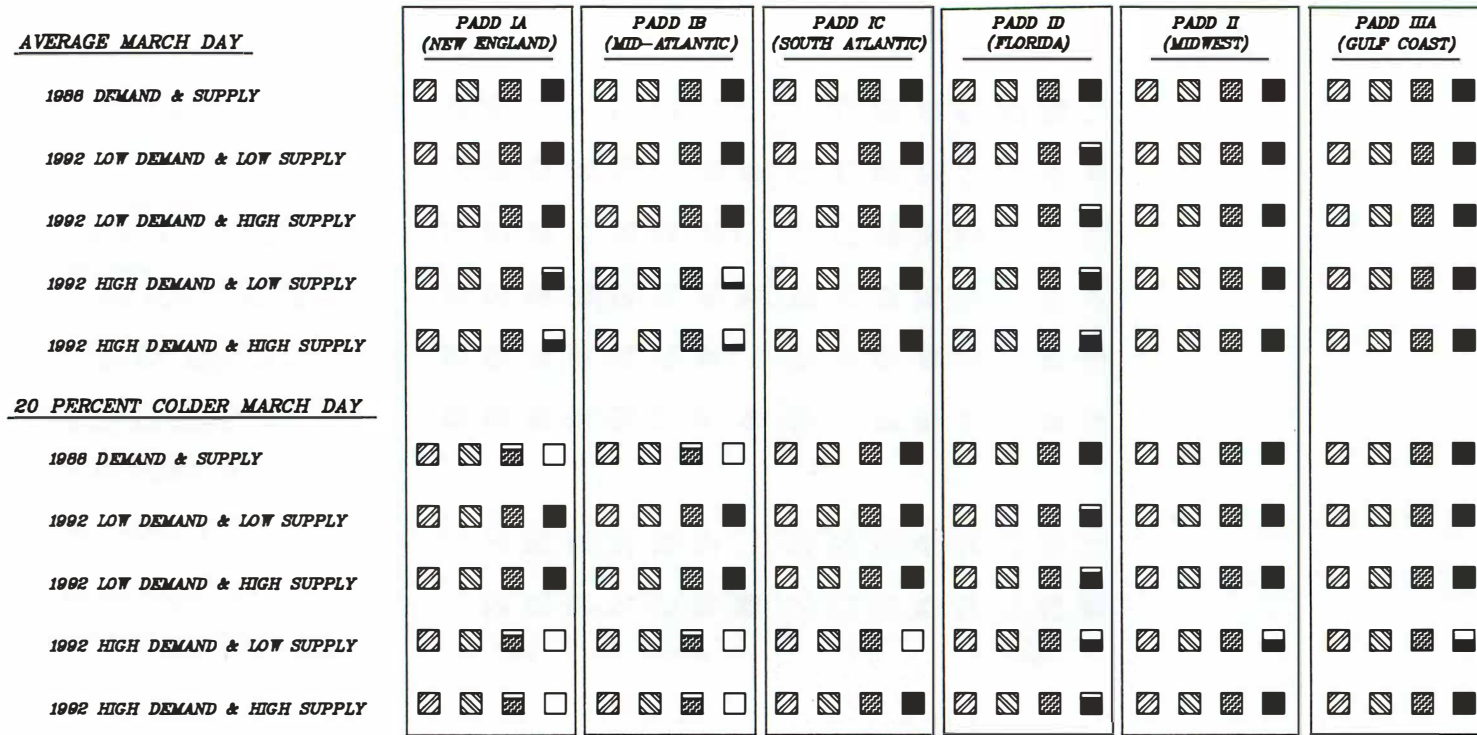 PADD IA PADD IB PADD IC PADD ID PADD II PADD IIIA
AVERAGE MARCH DAY (NEW ENGLAND) (MID-ATLANTIC) (SOUTH ATLANTIC) (FLORIDA) (MIDWEST) (GULF COAST)
1988 DEMAND & SUPPLY
1992 LOW DEMAND & LOW SUPPLY
1992 LOW DEMAND & HIGH SUPPLY
1992 HIGH DEMAND & LOW SUPPLY
1992 HIGH DEMAND & HIGH SUPPLY
20 PERCENT COLDER MARCH DAY
1988 DEMAND & SUPPLY
1992 LOW DEMAND & LOW SUPPLY
1992 LOW DEMAND & HIGH SUPPLY
1992 HIGH DEMAND & LOW SUPPLY
1992 HIGH DEMAND & HIGH SUPPLY